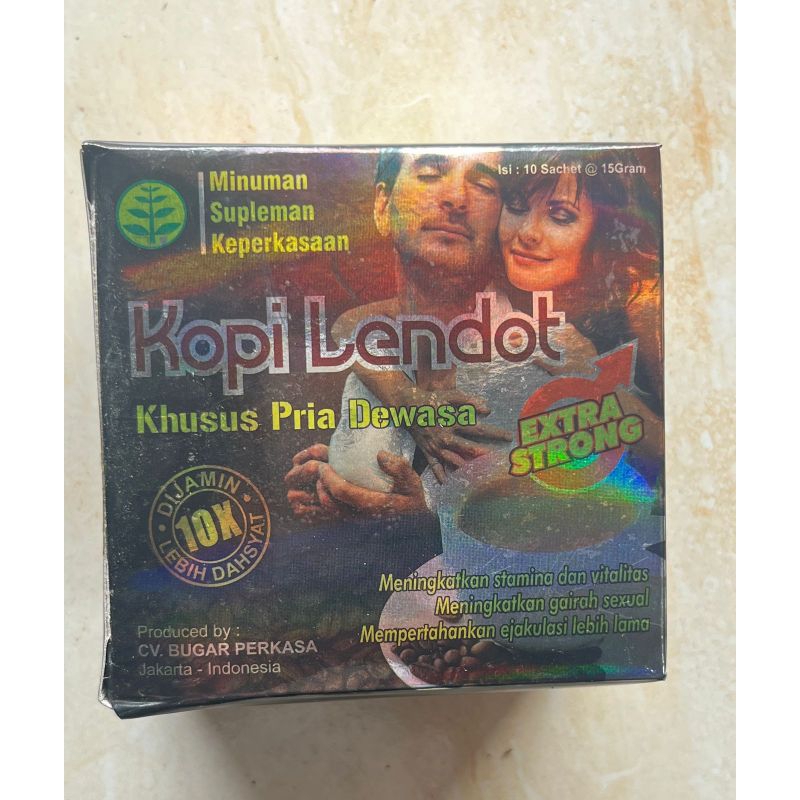 Isi : 10 Sachet @ 15Gram
Minuman
Supleman
Keperkasaan
Kopi Lendot
Khusus Pria Dewasa
EXTRA
STRONG
DIJAMIN
10X
LEBIH DAHSYAT
Meningkatkan stamina dan vitalitas
Meningkatkan gairah sexual
Mempertahankan ejakulasi lebih lama
Produced by :
CV. BUGAR PERKASA
Jakarta - Indonesia